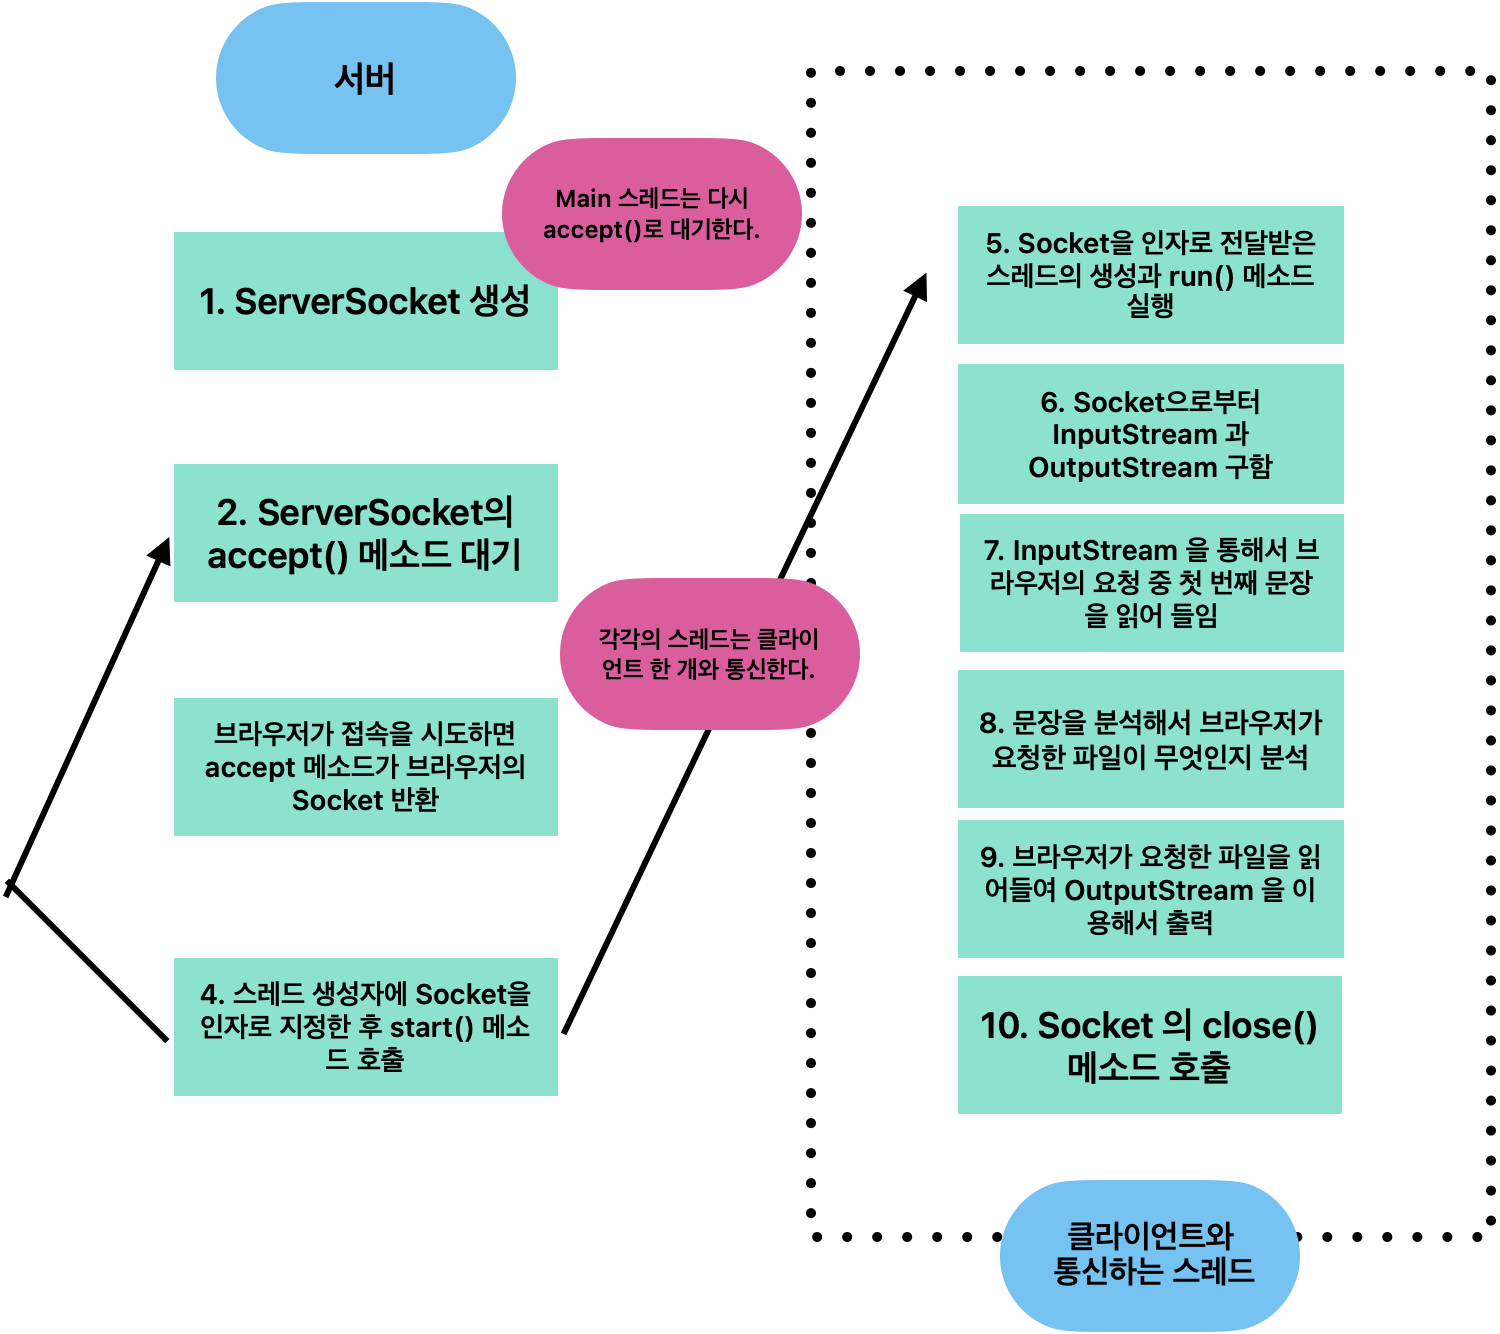 서버
Main 스레드는 다시
accept()로 대기한다.
1. ServerSocket 생성
2. ServerSocket의
accept() 메소드 대기
각각의 스레드는 클라이
언트 한 개와 통신한다.
브라우저가 접속을 시도하면
accept 메소드가 브라우저의
Socket 반환
4. 스레드 생성자에 Socket을
인자로 지정한 후 start() 메소
드 호출
5. Socket을 인자로 전달받은
스레드의 생성과 run() 메소드
실행
6. Socket으로부터
InputStream 과
OutputStream 구함
7. InputStream 을 통해서 브
라우저의 요청 중 첫 번째 문장
을 읽어 들임
8. 문장을 분석해서 브라우저가
요청한 파일이 무엇인지 분석
9. 브라우저가 요청한 파일을 읽
어들여 OutputStream 을 이
용해서 출력
10. Socket 의 close()
메소드 호출
클라이언트와
통신하는 스레드